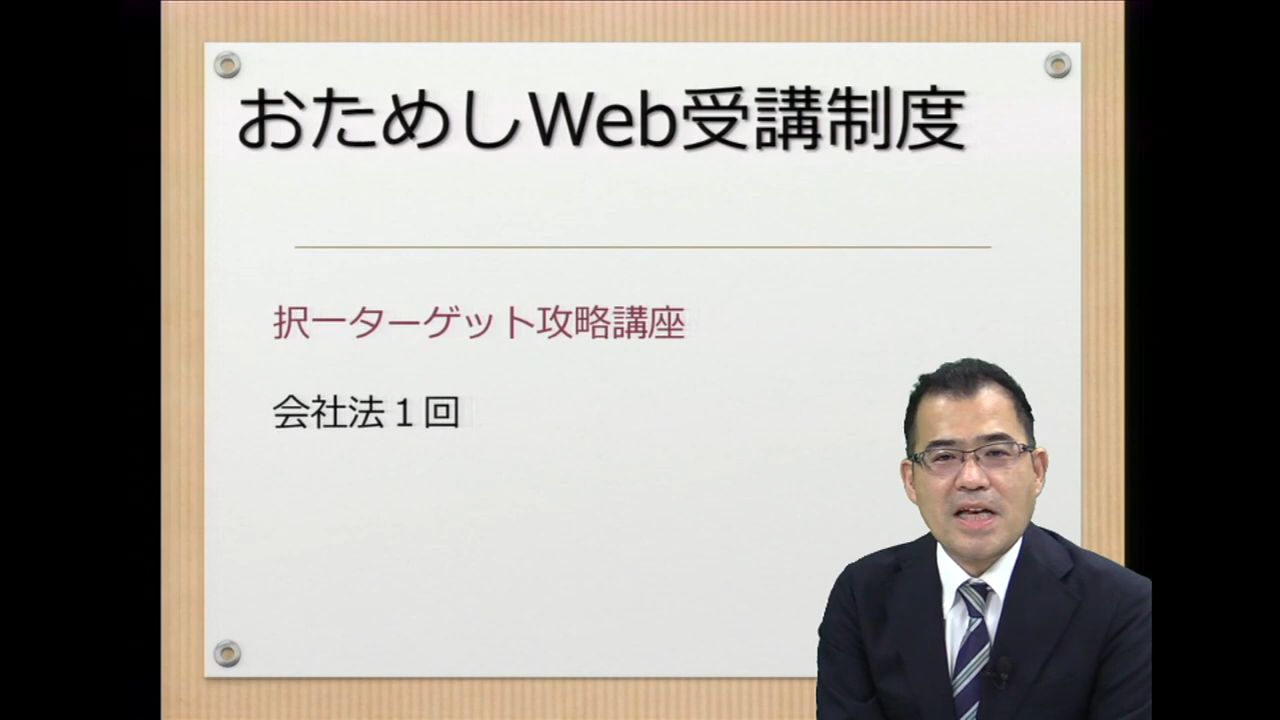 おためしWeb受講制度
択一ターゲット攻略講座
会社法１回